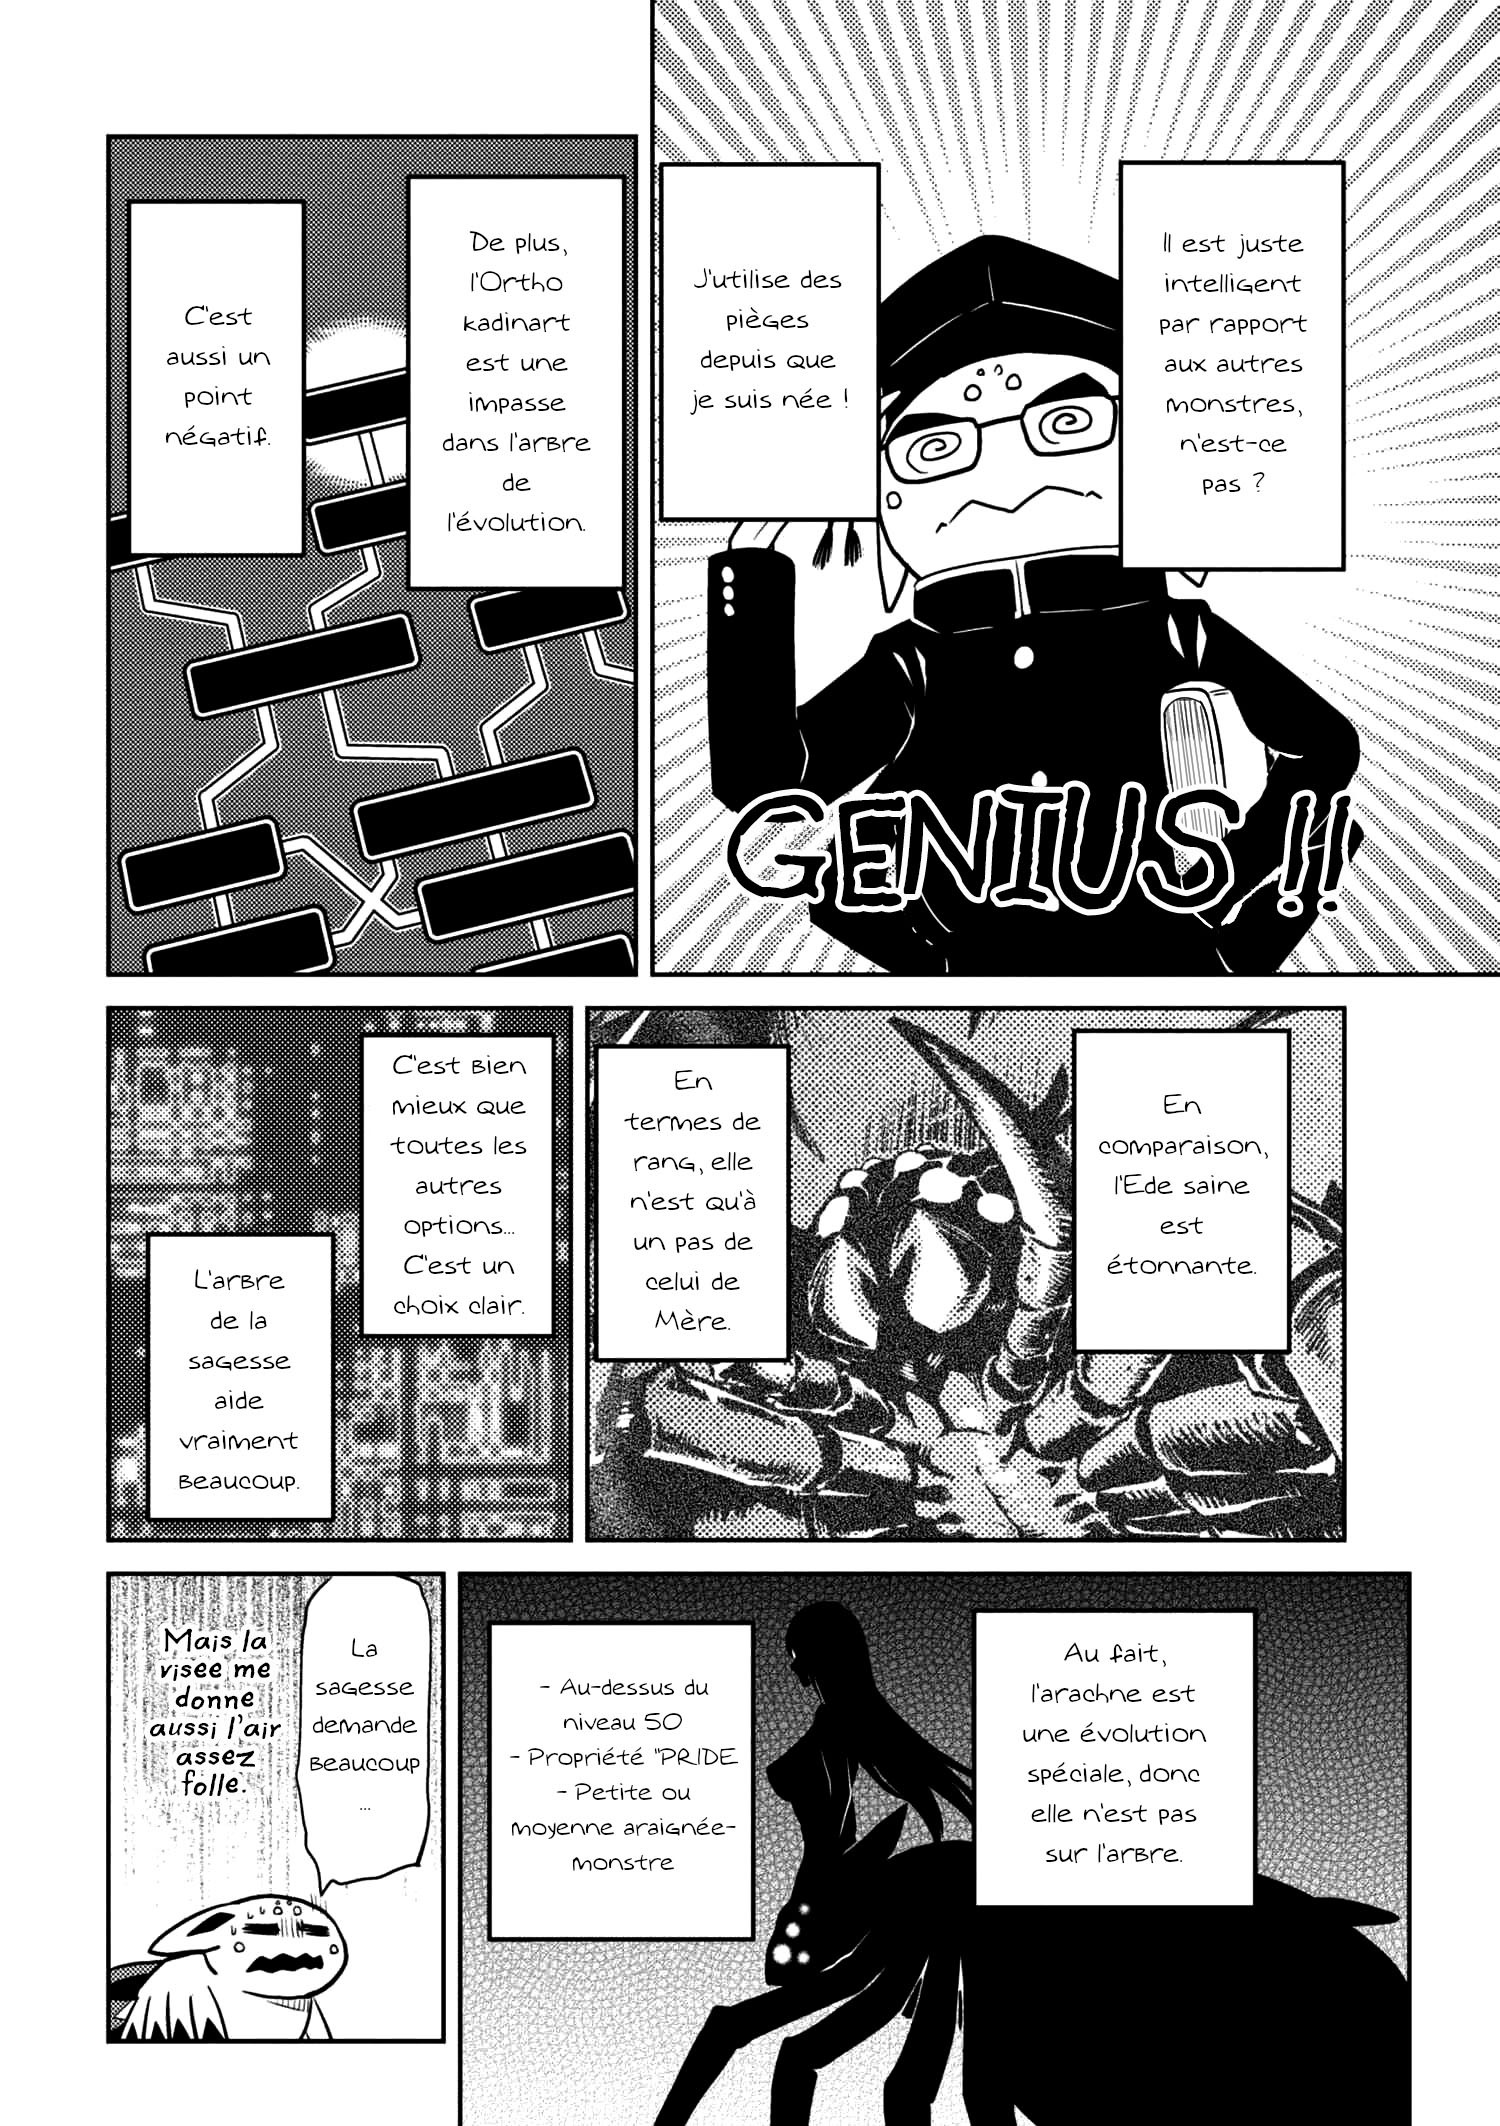 Il est juste
intelligent
par rapport
aux autres
monstres,
n'est-ce
pas ?
J'utilise des
pièges
depuis que
je suis née !
GENIUS !!
De plus,
l'Ortho
kadinart
est une
impasse
dans l'arbre
de
l'évolution.
C'est
aussi un
point
négatif.
En
comparaison,
l'Ede saine
est
étonnante.
En
termes de
rang, elle
n'est qu'à
un pas de
celui de
Mère.
C'est bien
mieux que
toutes les
autres
options...
C'est un
choix clair.
L'arbre
de la
sagesse
aide
vraiment
beaucoup.
Au fait,
l'arachne est
une évolution
spéciale, donc
elle n'est pas
sur l'arbre.
- Au-dessus du
niveau 50
- Propriété "PRIDE
- Petite ou
moyenne araignée-
monstre
La
sagesse
demande
beaucoup
...
Mais la
visee me
donne
aussi l'air
assez
folle.